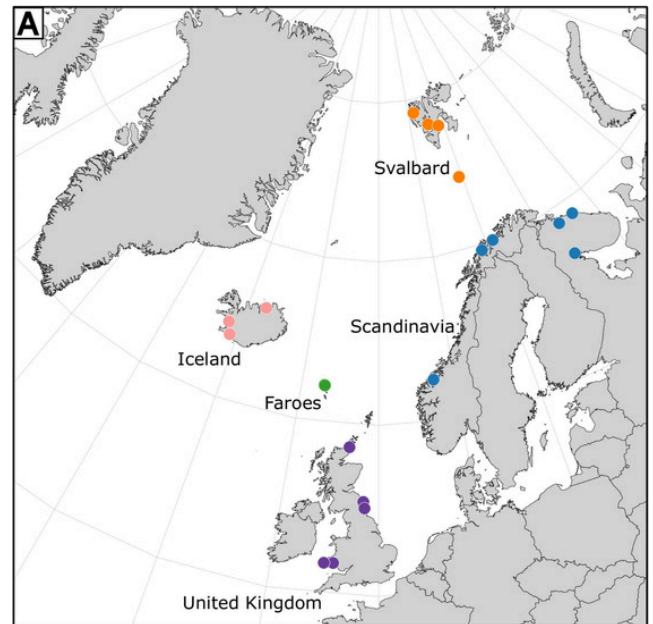 A
Svalbard
Scandinavia
Iceland
Faroes
United Kingdom